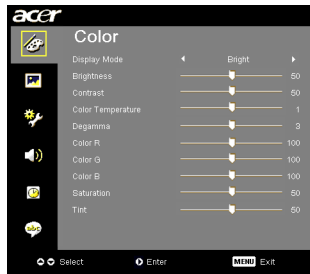 acer
Color
Display Mode Bright
Brightness 50
Contrast 50
Color Temperature 1
Degamma 3
Color R 100
Color G 100
Color B 100
Saturation 50
Tint 50
abc
Select Enter MENU Exit